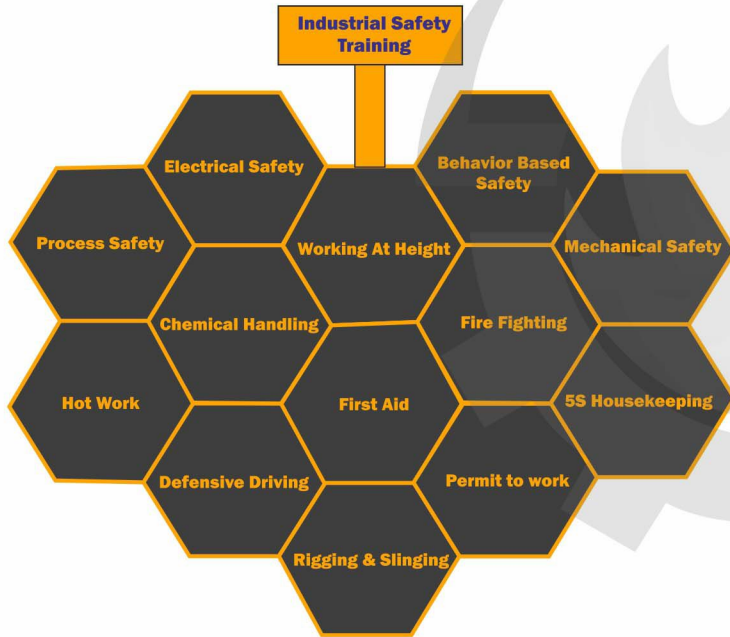 Industrial Safety
Training
Electrical Safety
Behavior Based
Safety
Process Safety
Working At Height
Mechanical Safety
Chemical Handling
Fire Fighting
Hot Work
First Aid
5S Housekeeping
Defensive Driving
Permit to work
Rigging & Slinging